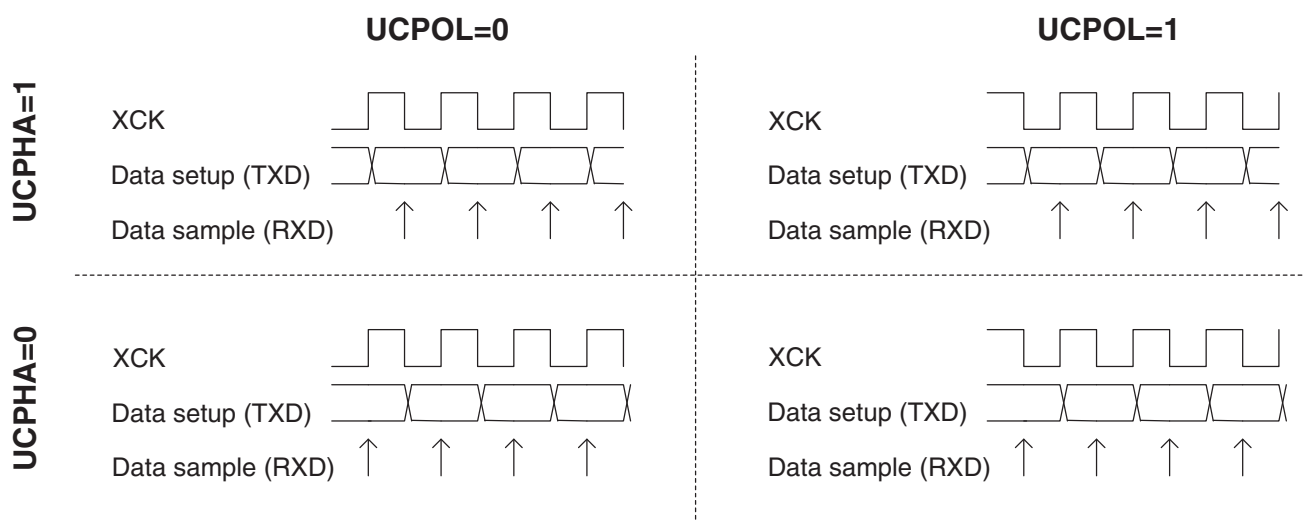 UCPOL=0
UCPOL=1
UCPHA=1
XCK
Data setup (TXD)
Data sample (RXD)
XCK
Data setup (TXD)
Data sample (RXD)
UCPHA=0
XCK
Data setup (TXD)
Data sample (RXD)
XCK
Data setup (TXD)
Data sample (RXD)